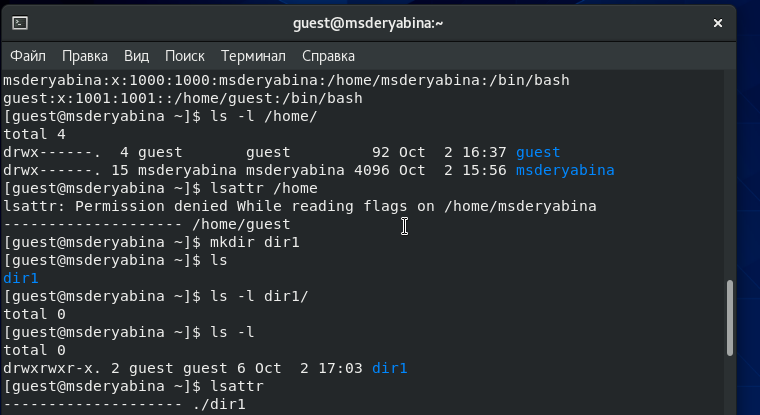 guest@msderyabina:~
Файл Правка Вид Поиск Терминал Справка
msderyabina:x:1000:1000:msderyabina:/home/msderyabina:/bin/bash
guest:x:1001:1001::/home/guest:/bin/bash
[guest@msderyabina ~]$ ls -l /home/
total 4
drwx------.  4 guest       guest         92 Oct  2 16:37 guest
drwx------. 15 msderyabina msderyabina 4096 Oct  2 15:56 msderyabina
[guest@msderyabina ~]$ lsattr /home
lsattr: Permission denied While reading flags on /home/msderyabina
-------------------- /home/guest
[guest@msderyabina ~]$ mkdir dir1
[guest@msderyabina ~]$ ls
dir1
[guest@msderyabina ~]$ ls -l dir1/
total 0
[guest@msderyabina ~]$ ls -l
total 0
drwxrwxr-x. 2 guest guest 6 Oct  2 17:03 dir1
[guest@msderyabina ~]$ lsattr
-------------------- ./dir1